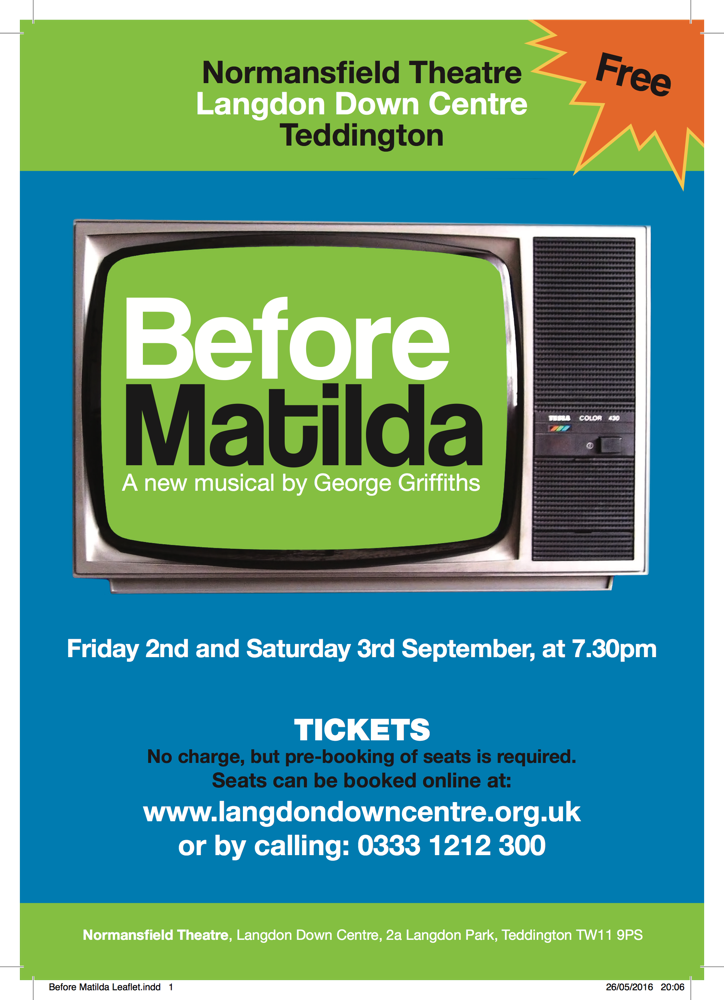 Normansfield Theatre
Langdon Down Centre
Teddington
Free
Before
Matilda
A new musical by George Griffiths
TESLA COLOR 430
Friday 2nd and Saturday 3rd September, at 7.30pm
TICKETS
No charge, but pre-booking of seats is required.
Seats can be booked online at:
www.langdondowncentre.org.uk
or by calling: 0333 1212 300
Normansfield Theatre, Langdon Down Centre, 2a Langdon Park, Teddington TW11 9PS
Before Matilda Leaflet.indd 1
26/05/2016 20:06